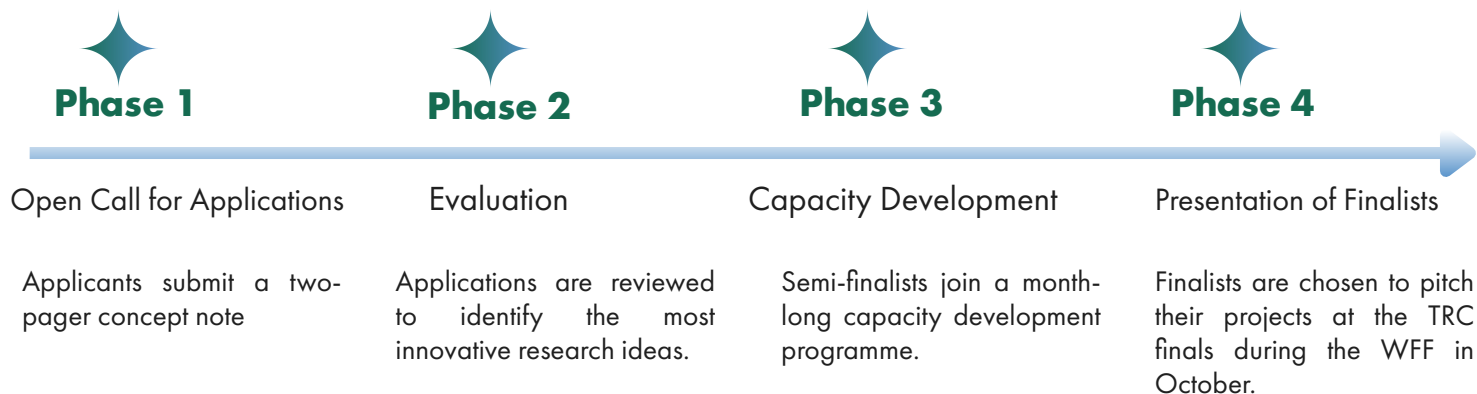 Phase 1
Open Call for Applications
Applicants submit a two-
pager concept note
Phase 2
Evaluation
Applications are reviewed
to identify the most
innovative research ideas.
Phase 3
Capacity Development
Semi-finalists join a month-
long capacity development
programme.
Phase 4
Presentation of Finalists
Finalists are chosen to pitch
their projects at the TRC
finals during the WFF in
October.